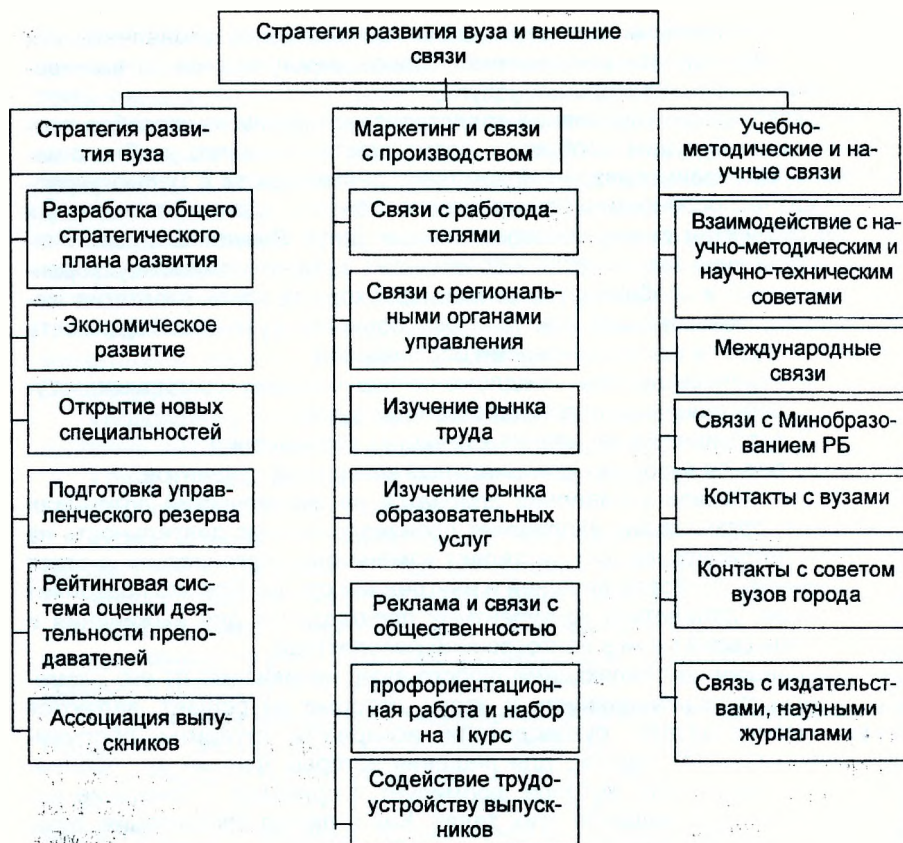 Стратегия развития вуза и внешние
связи
Стратегия разви-
тия вуза
Разработка общего
стратегического
плана развития
Экономическое
развитие
Открытие новых
специальностей
Подготовка управ-
ленческого резерва
Рейтинговая сис-
тема оценки дея-
тельности препо-
давателей
Ассоциация выпу-
скников
Маркетинг и связи
с производством
Связи с работода-
телями
Связи с региональ-
ными органами
управления
Изучение рынка
труда
Изучение рынка
образовательных
услуг
Реклама и связи с
общественностью
профориентацион-
ная работа и набор
на 1 курс
Содействие трудо-
устройству выпуск-
ников
Учебно-
методические и на-
учные связи
Взаимодействие с на-
учно-методическим и
научно-техническим
советами
Международные
связи
Связи с Минобразо-
ванием РБ
Контакты с вузами
Контакты с советом
вузов города
Связь с издательст-
вами, научными
журналами